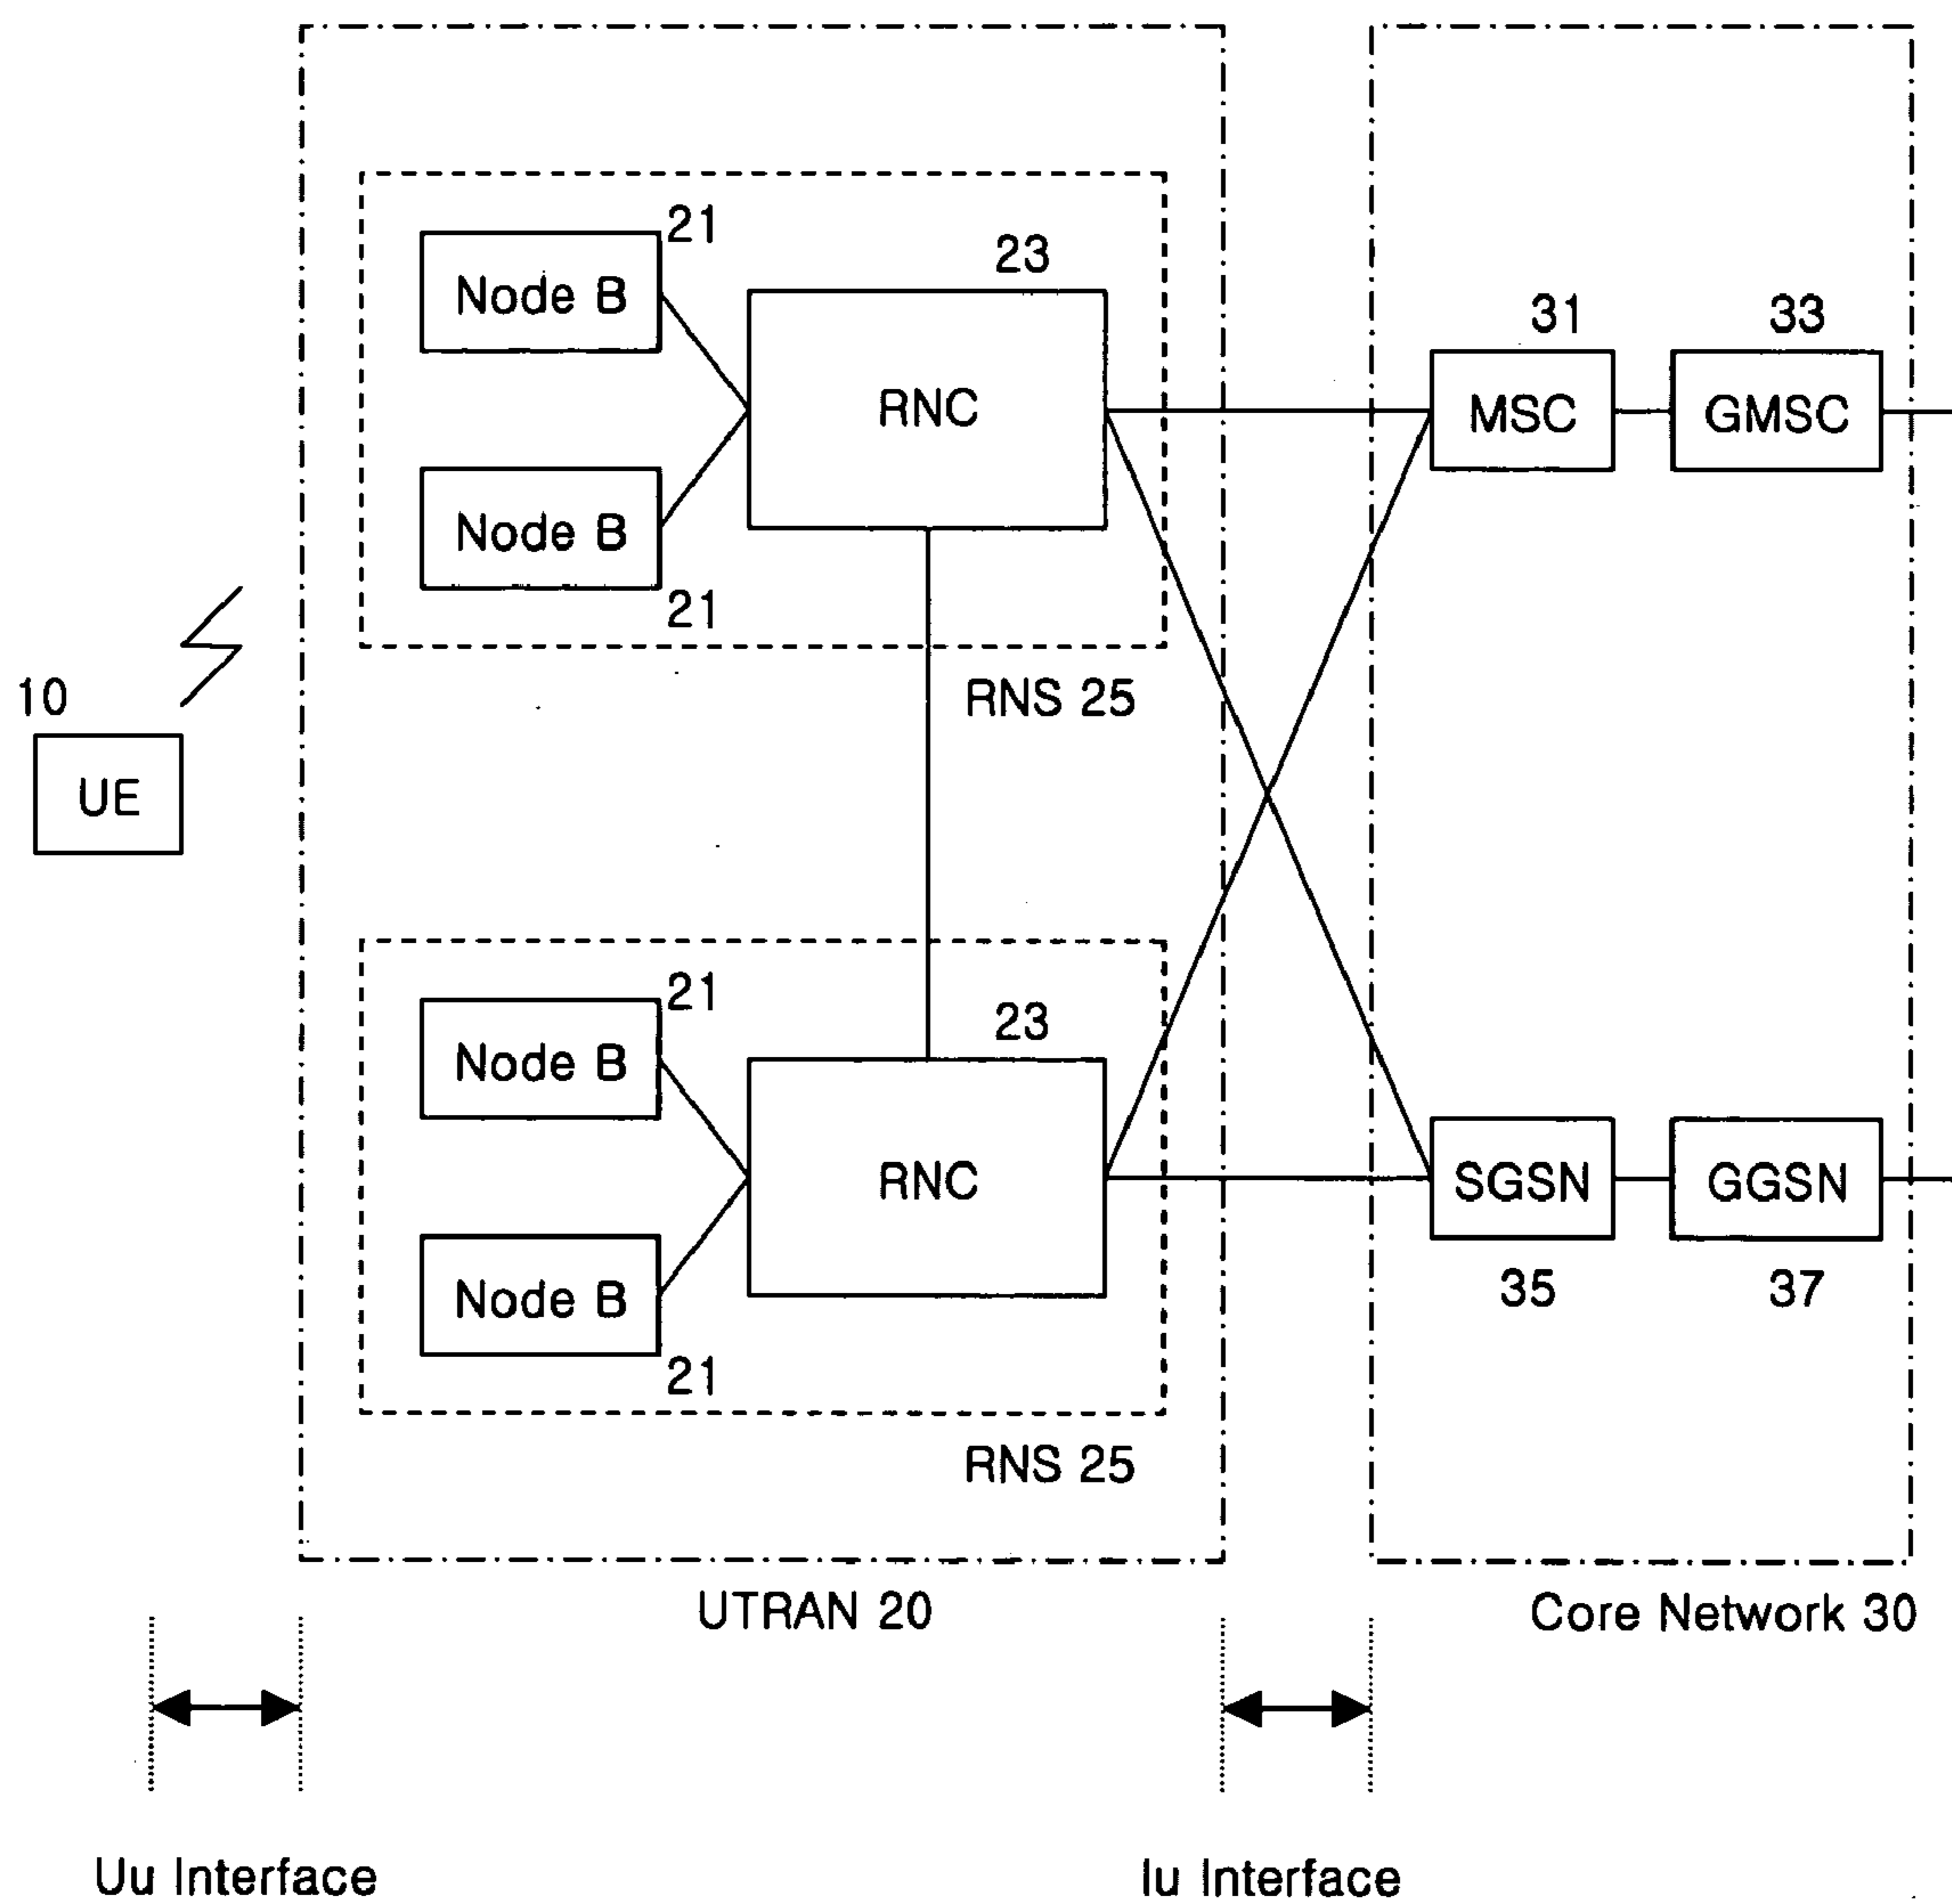 21
Node B
23
RNC
31
MSC
33
GMSC
Node B
21
RNS 25
10
UE
21
Node B
23
RNC
SGSN
35
GGSN
37
Node B
21
RNS 25
UTRAN 20
Core Network 30
Uu Interface
Iu Interface